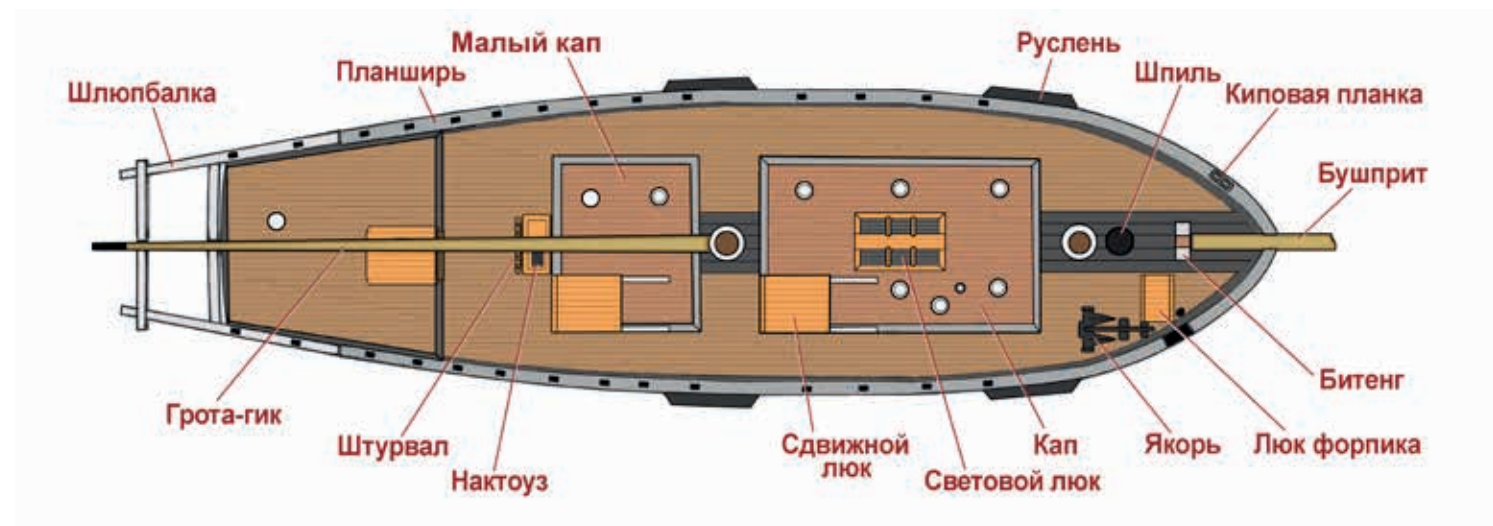 Малый кап
Руслень
Планширь
Шпиль
Шлюпбалка
Киповая планка
Бушприт
Битенг
Грота-гик
Штурвал
Сдвижной
люк
Кап
Якорь
Люк форпика
Нактоуз
Световой люк